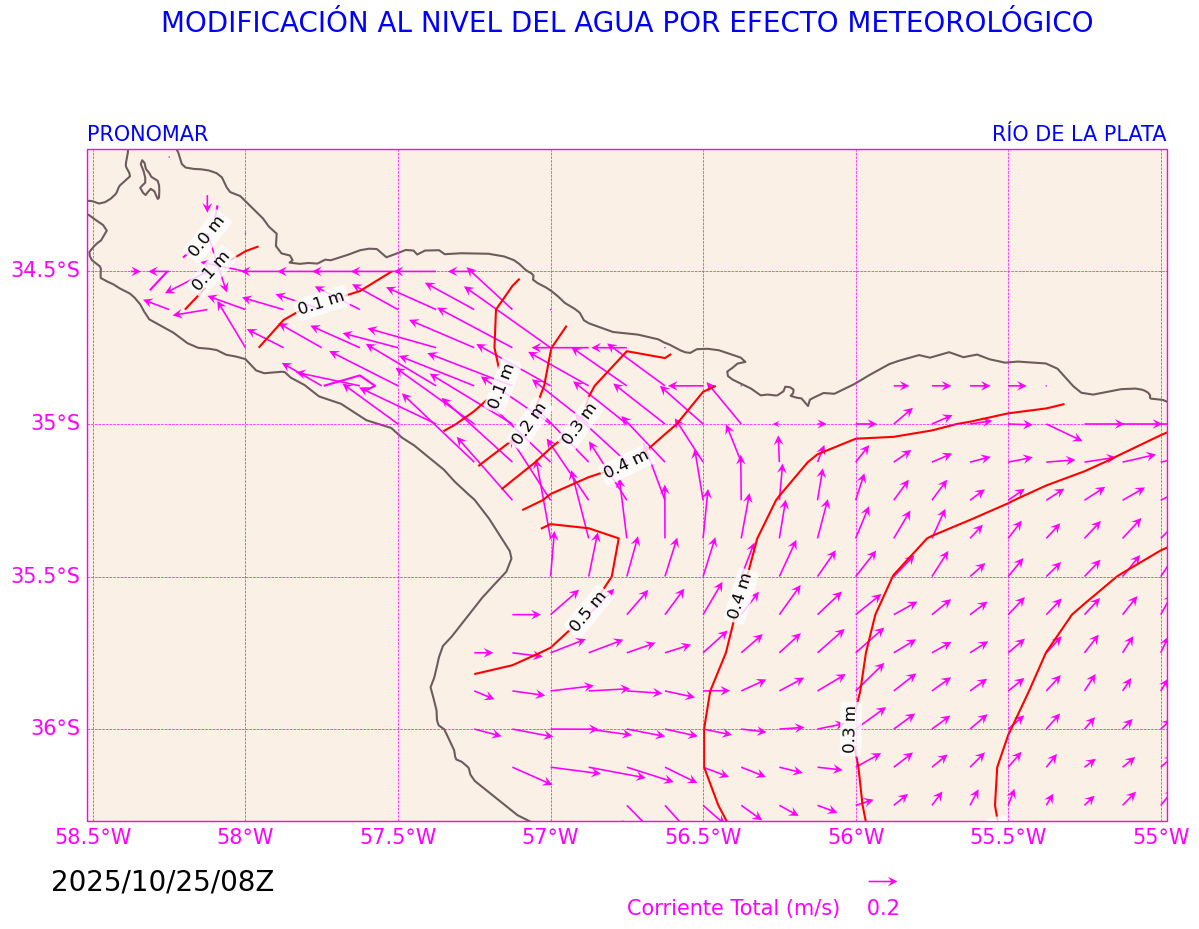 MODIFICACIÓN AL NIVEL DEL AGUA POR EFECTO METEOROLÓGICO
PRONOMAR
RÍO DE LA PLATA
0.0 m
0.1 m
34.5°S
0.1 m
0.1 m
0.2 m
0.3 m
35°S
0.4 m
35.5°S
0.4 m
0.5 m
0.3 m
36°S
58.5°W
58°W
57.5°W
57°W
56.5°W
56°W
55.5°W
55°W
2025/10/25/08Z
Corriente Total (m/s)
0.2